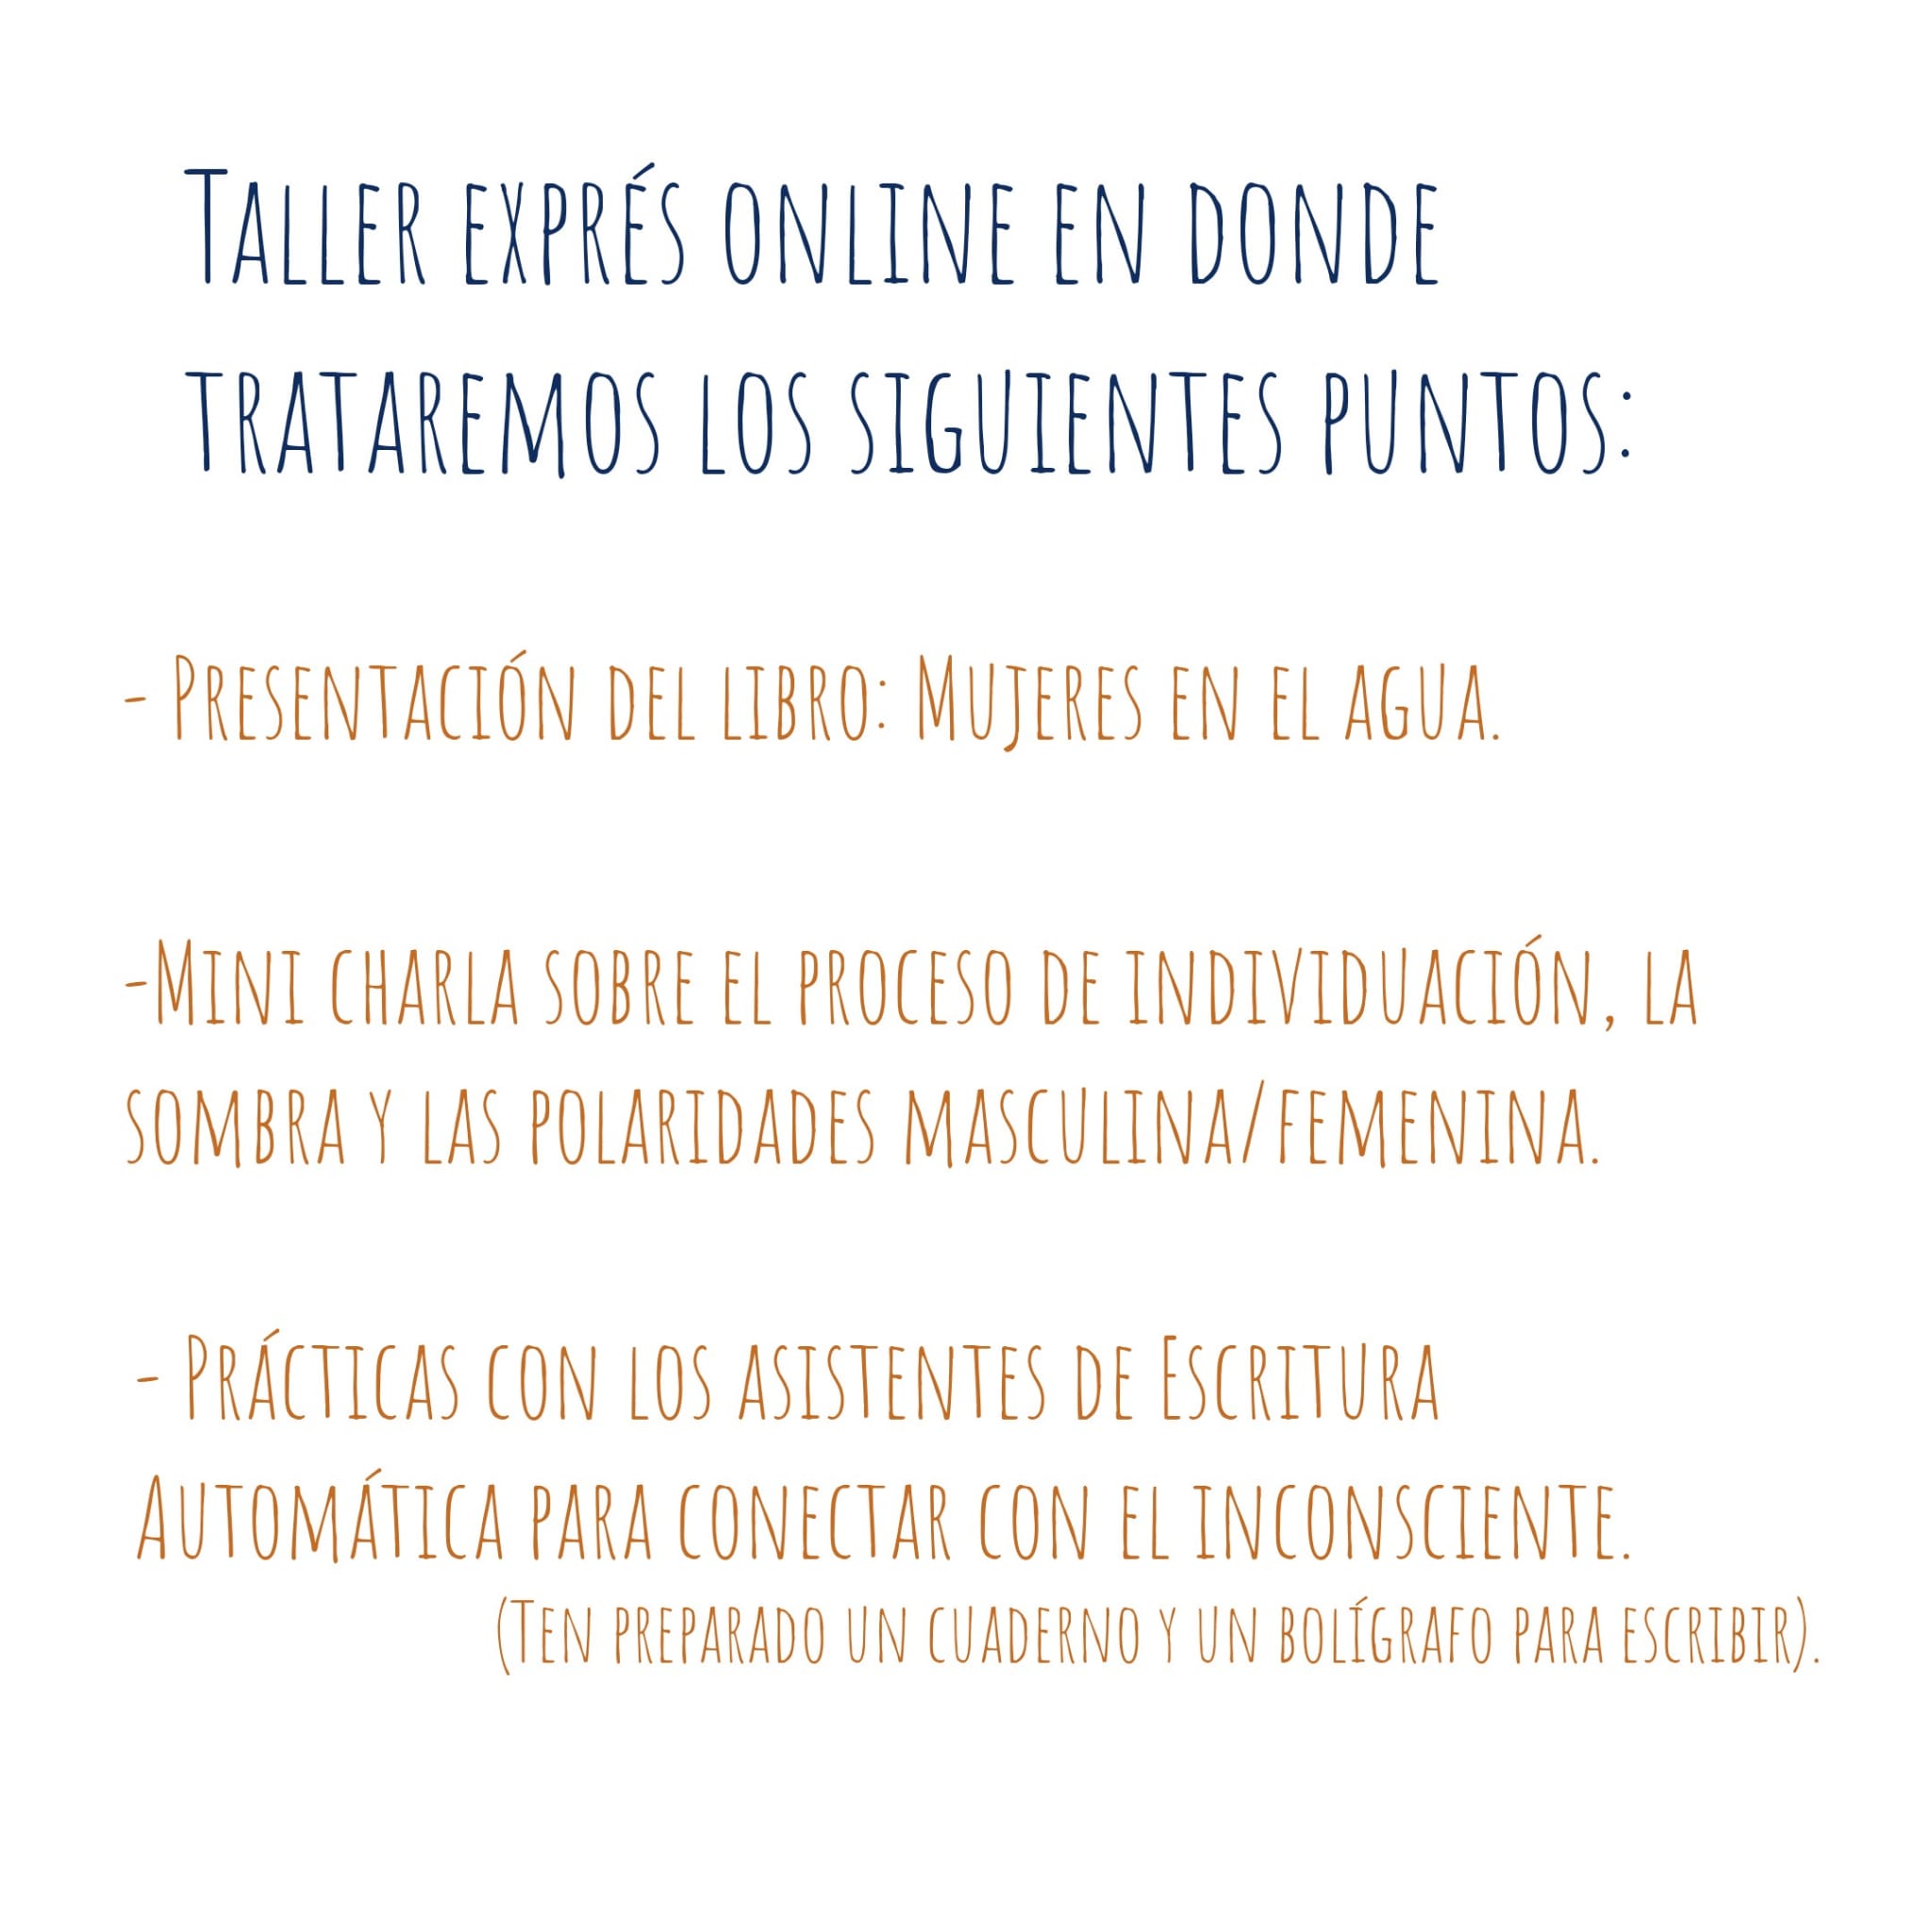 Taller exprés online en donde
trataremos los siguientes puntos:
- Presentación del libro: Mujeres en el agua.
-Mini charla sobre el proceso de individuación, la
sombra y las polaridades masculina/femenina.
- Prácticas con los asistentes de Escritura
Automática para conectar con el inconsciente.
(Ten preparado un cuaderno y un bolígrafo para escribir).